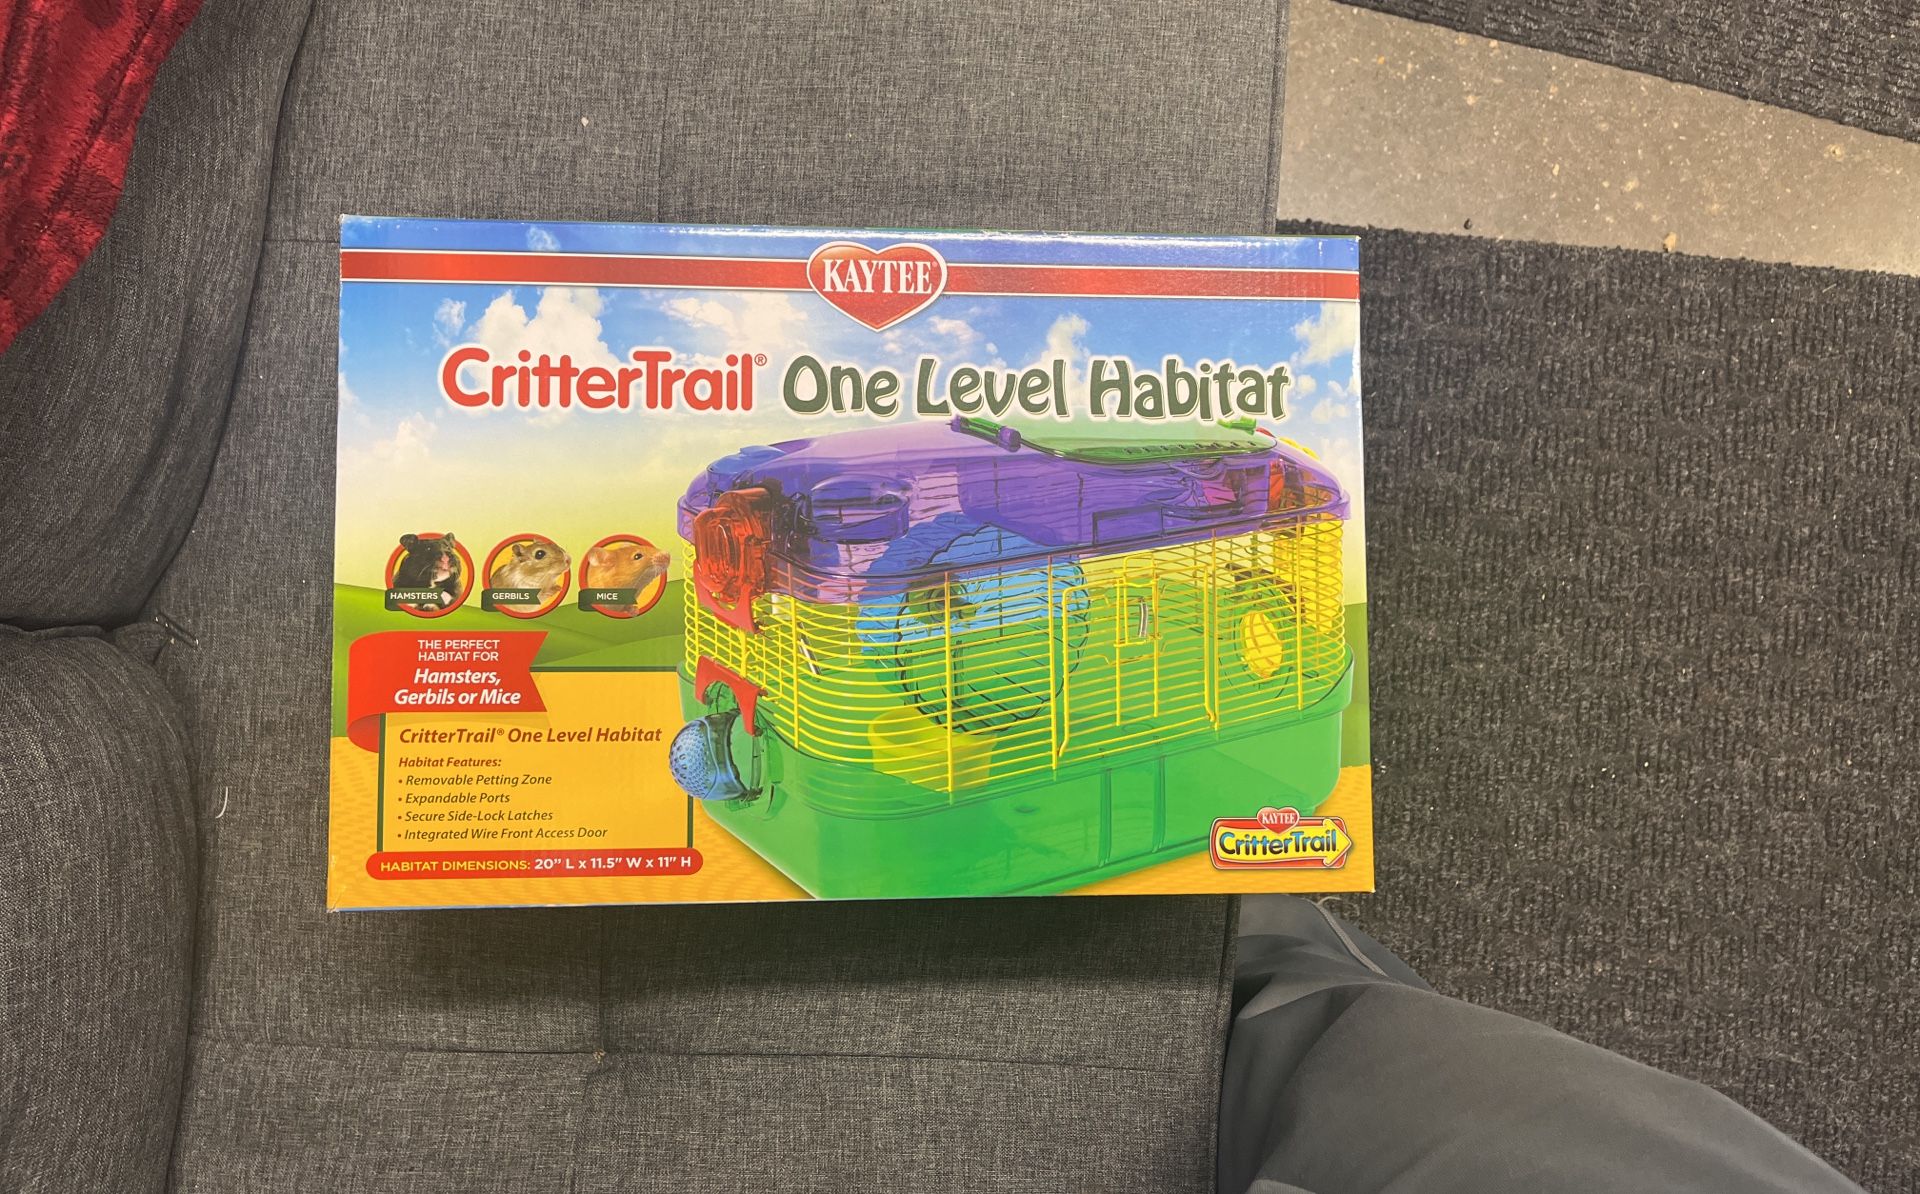 KAYTEE®
CritterTrail® One Level Habitat
HAMSTERS
GERBILS
MICE
THE PERFECT
HABITAT FOR
Hamsters,
Gerbils or Mice
CritterTrail® One Level Habitat
Habitat Features:
• Removable Petting Zone
• Expandable Ports
• Secure Side-Lock Latches
• Integrated Wire Front Access Door
HABITAT DIMENSIONS: 20" L x 11.5" W x 11" H
KAYTEE
CritterTrail